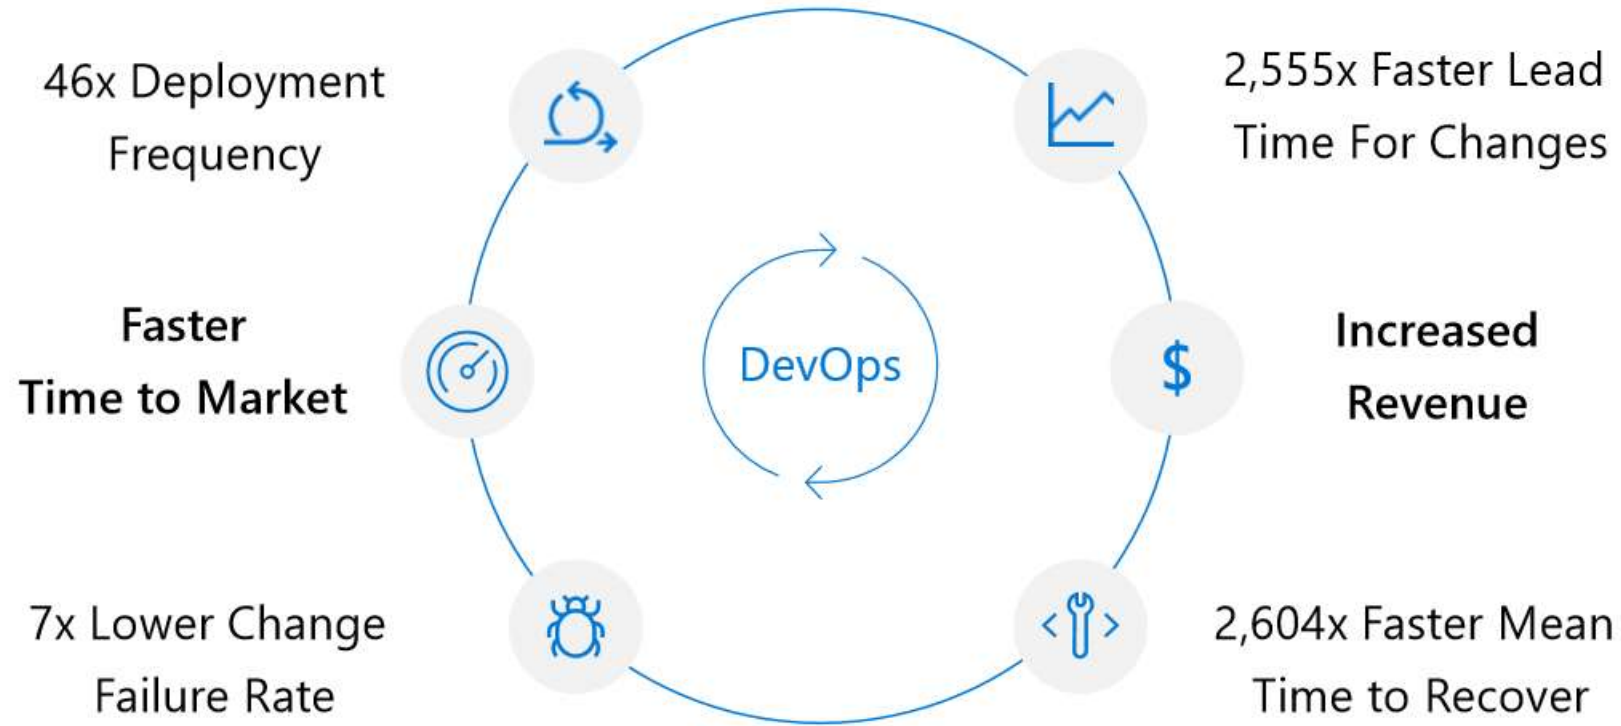 46x Deployment
Frequency
2,555x Faster Lead
Time For Changes
Faster
Time to Market
DevOps
$
Increased
Revenue
7x Lower Change
Failure Rate
2,604x Faster Mean
Time to Recover